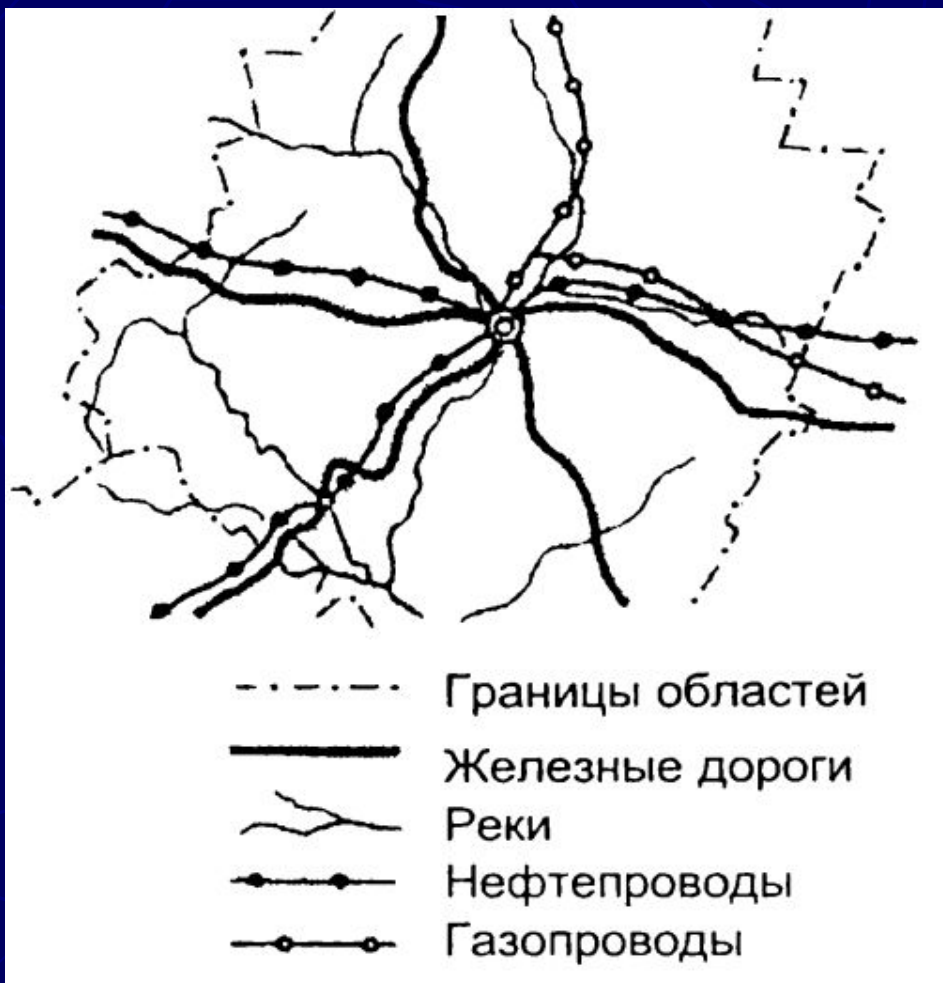 Границы областей
Железные дороги
Реки
Нефтепроводы
Газопроводы